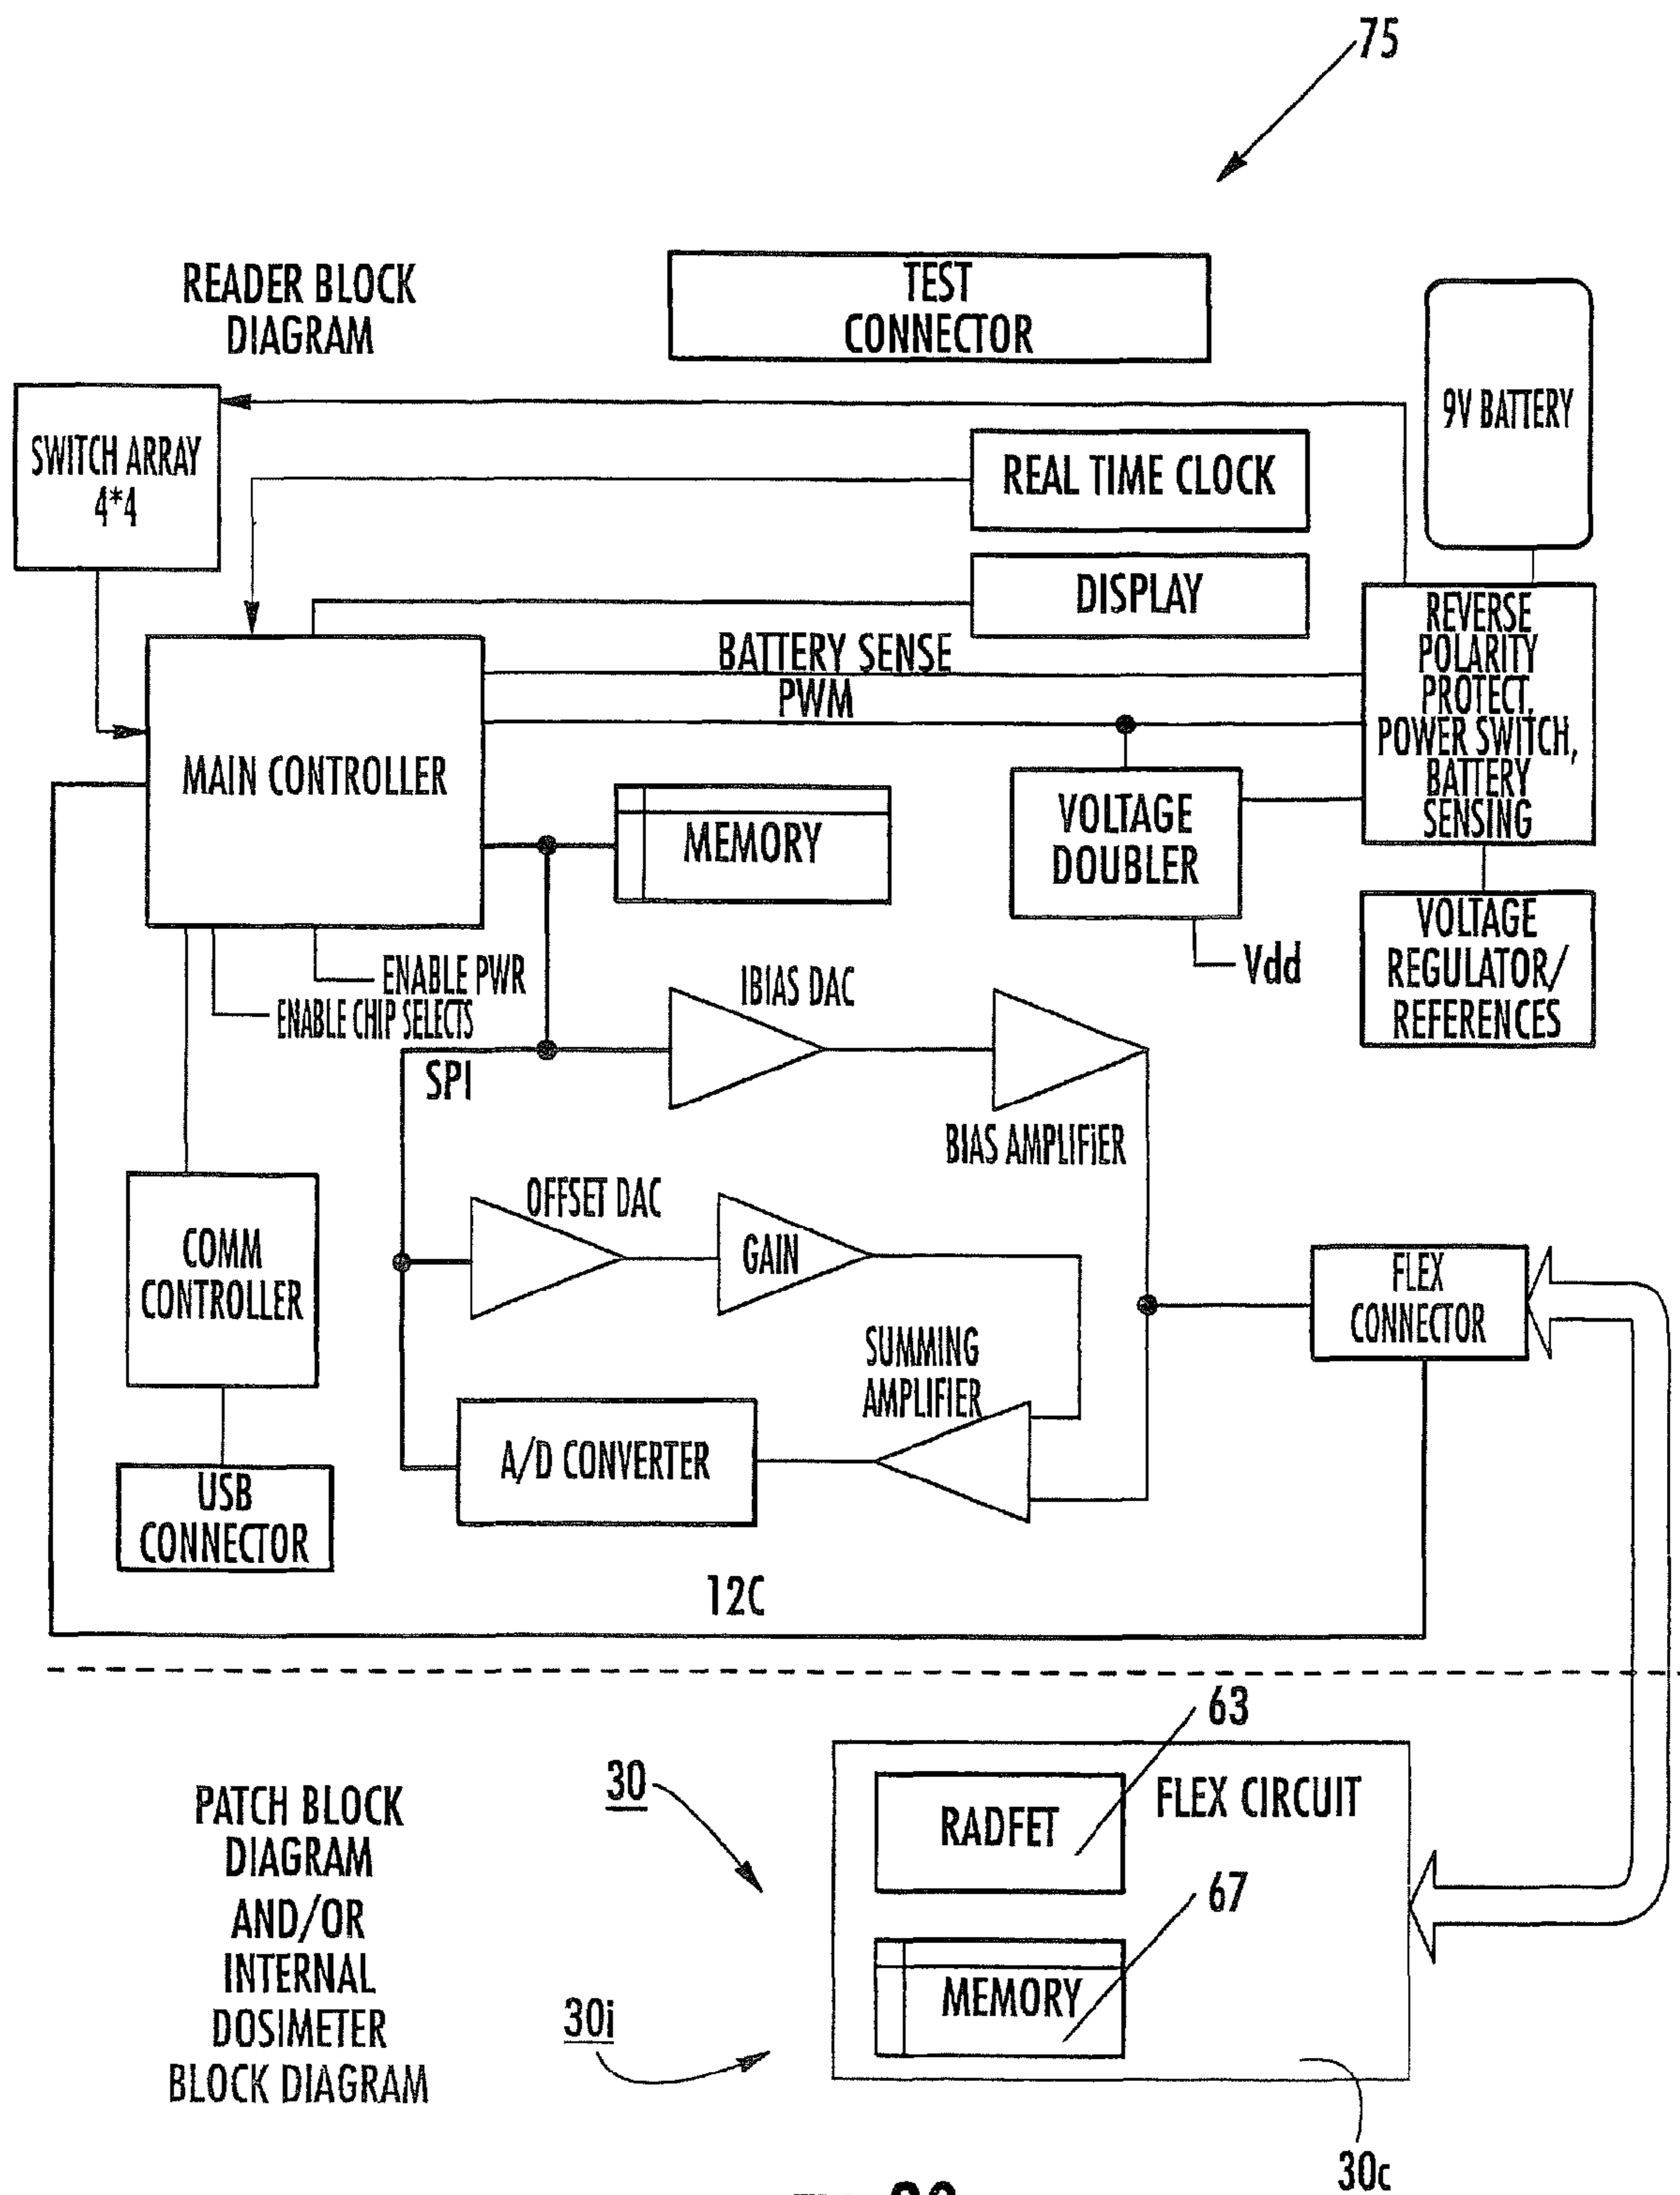 75
READER BLOCK
DIAGRAM
TEST
CONNECTOR
9V BATTERY
SWITCH ARRAY
4*4
REAL TIME CLOCK
DISPLAY
REVERSE
POLARITY
PROTECT,
POWER SWITCH,
BATTERY
SENSING
BATTERY SENSE
PWM
MAIN CONTROLLER
MEMORY
VOLTAGE
DOUBLER
Vdd
VOLTAGE
REGULATOR/
REFERENCES
ENABLE PWR
ENABLE CHIP SELECTS
IBIAS DAC
SPI
BIAS AMPLIFiER
OFFSET DAC
GAIN
COMM
CONTROLLER
FLEX
CONNECTOR
SUMMING
AMPLIFIER
A/D CONVERTER
USB
CONNECTOR
12C
63
30
PATCH BLOCK
DIAGRAM
AND/OR
INTERNAL
DOSIMETER
BLOCK DIAGRAM
RADFET
FLEX CIRCUIT
67
MEMORY
30i
30c